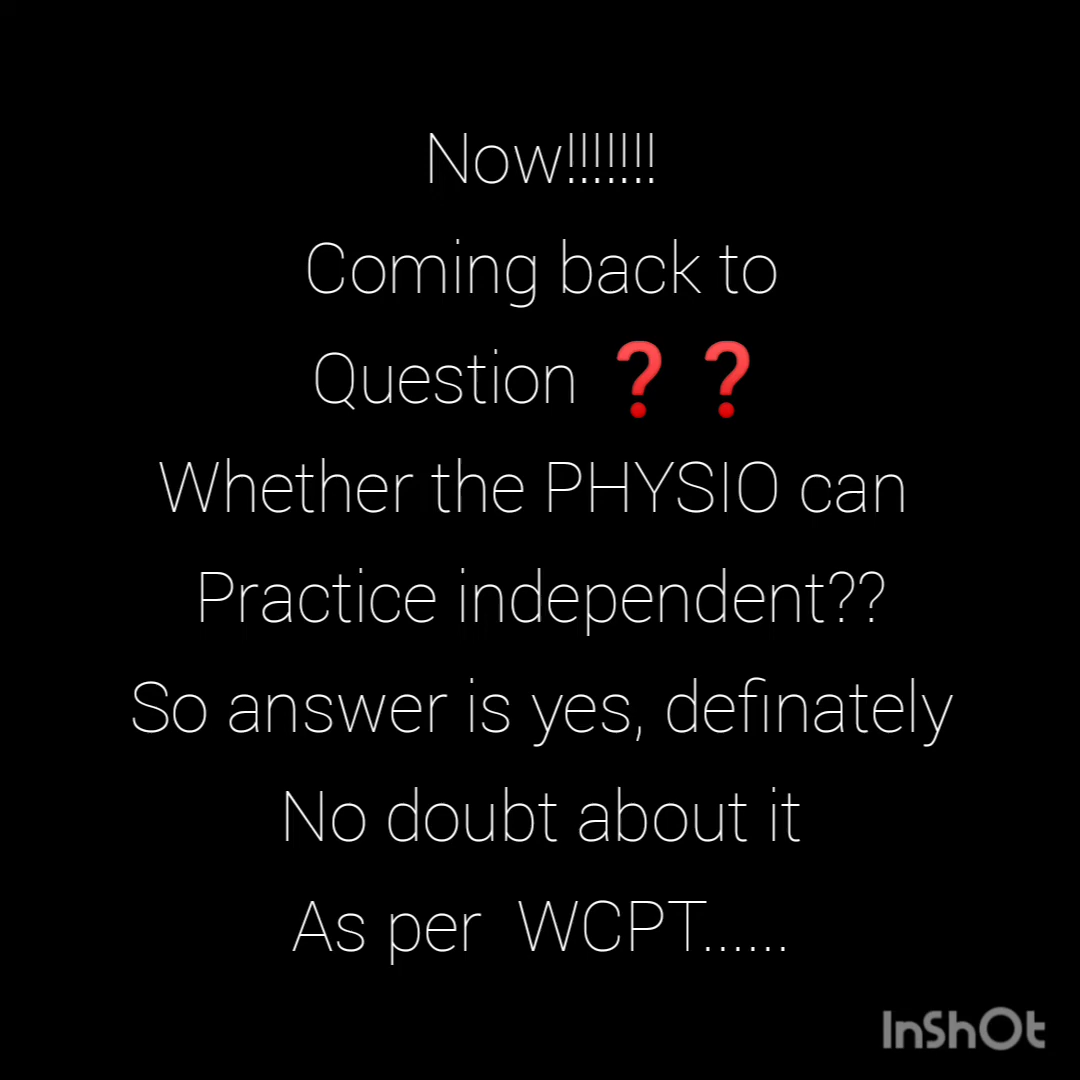 Now!!!!!!!
Coming back to
Question ❓❓
Whether the PHYSIO can
Practice independent??
So answer is yes, definately
No doubt about it
As per  WCPT......
InShOt